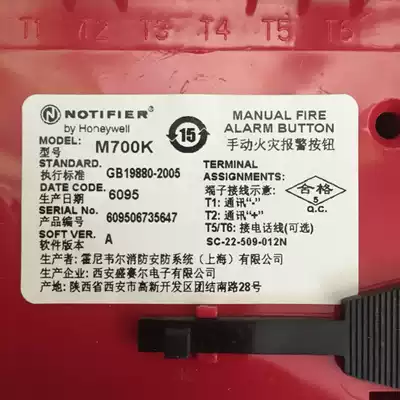 T1 T2 T3 T4 T5 T6
NOTIFIER®
by Honeywell
15
MANUAL FIRE
ALARM BUTTON
手动火灾报警按钮
MODEL:
型号
M700K
STANDARD.
执行标准
GB19880-2005
DATE CODE.
生产日期
6095
SERIAL No.
产品编号
609506735647
SOFT VER.
软件版本
A
TERMINAL
ASSIGNMENTS:
端子接线示意:
T1: 通讯"-"
T2: 通讯"+"
T5/T6: 接电话线(可选)
SC-22-509-012N
合格
5
Q.C.
生产者: 霍尼韦尔消防安防系统（上海）有限公司
生产企业: 西安盛赛尔电子有限公司
地址: 陕西省西安市高新开发区团结南路28号